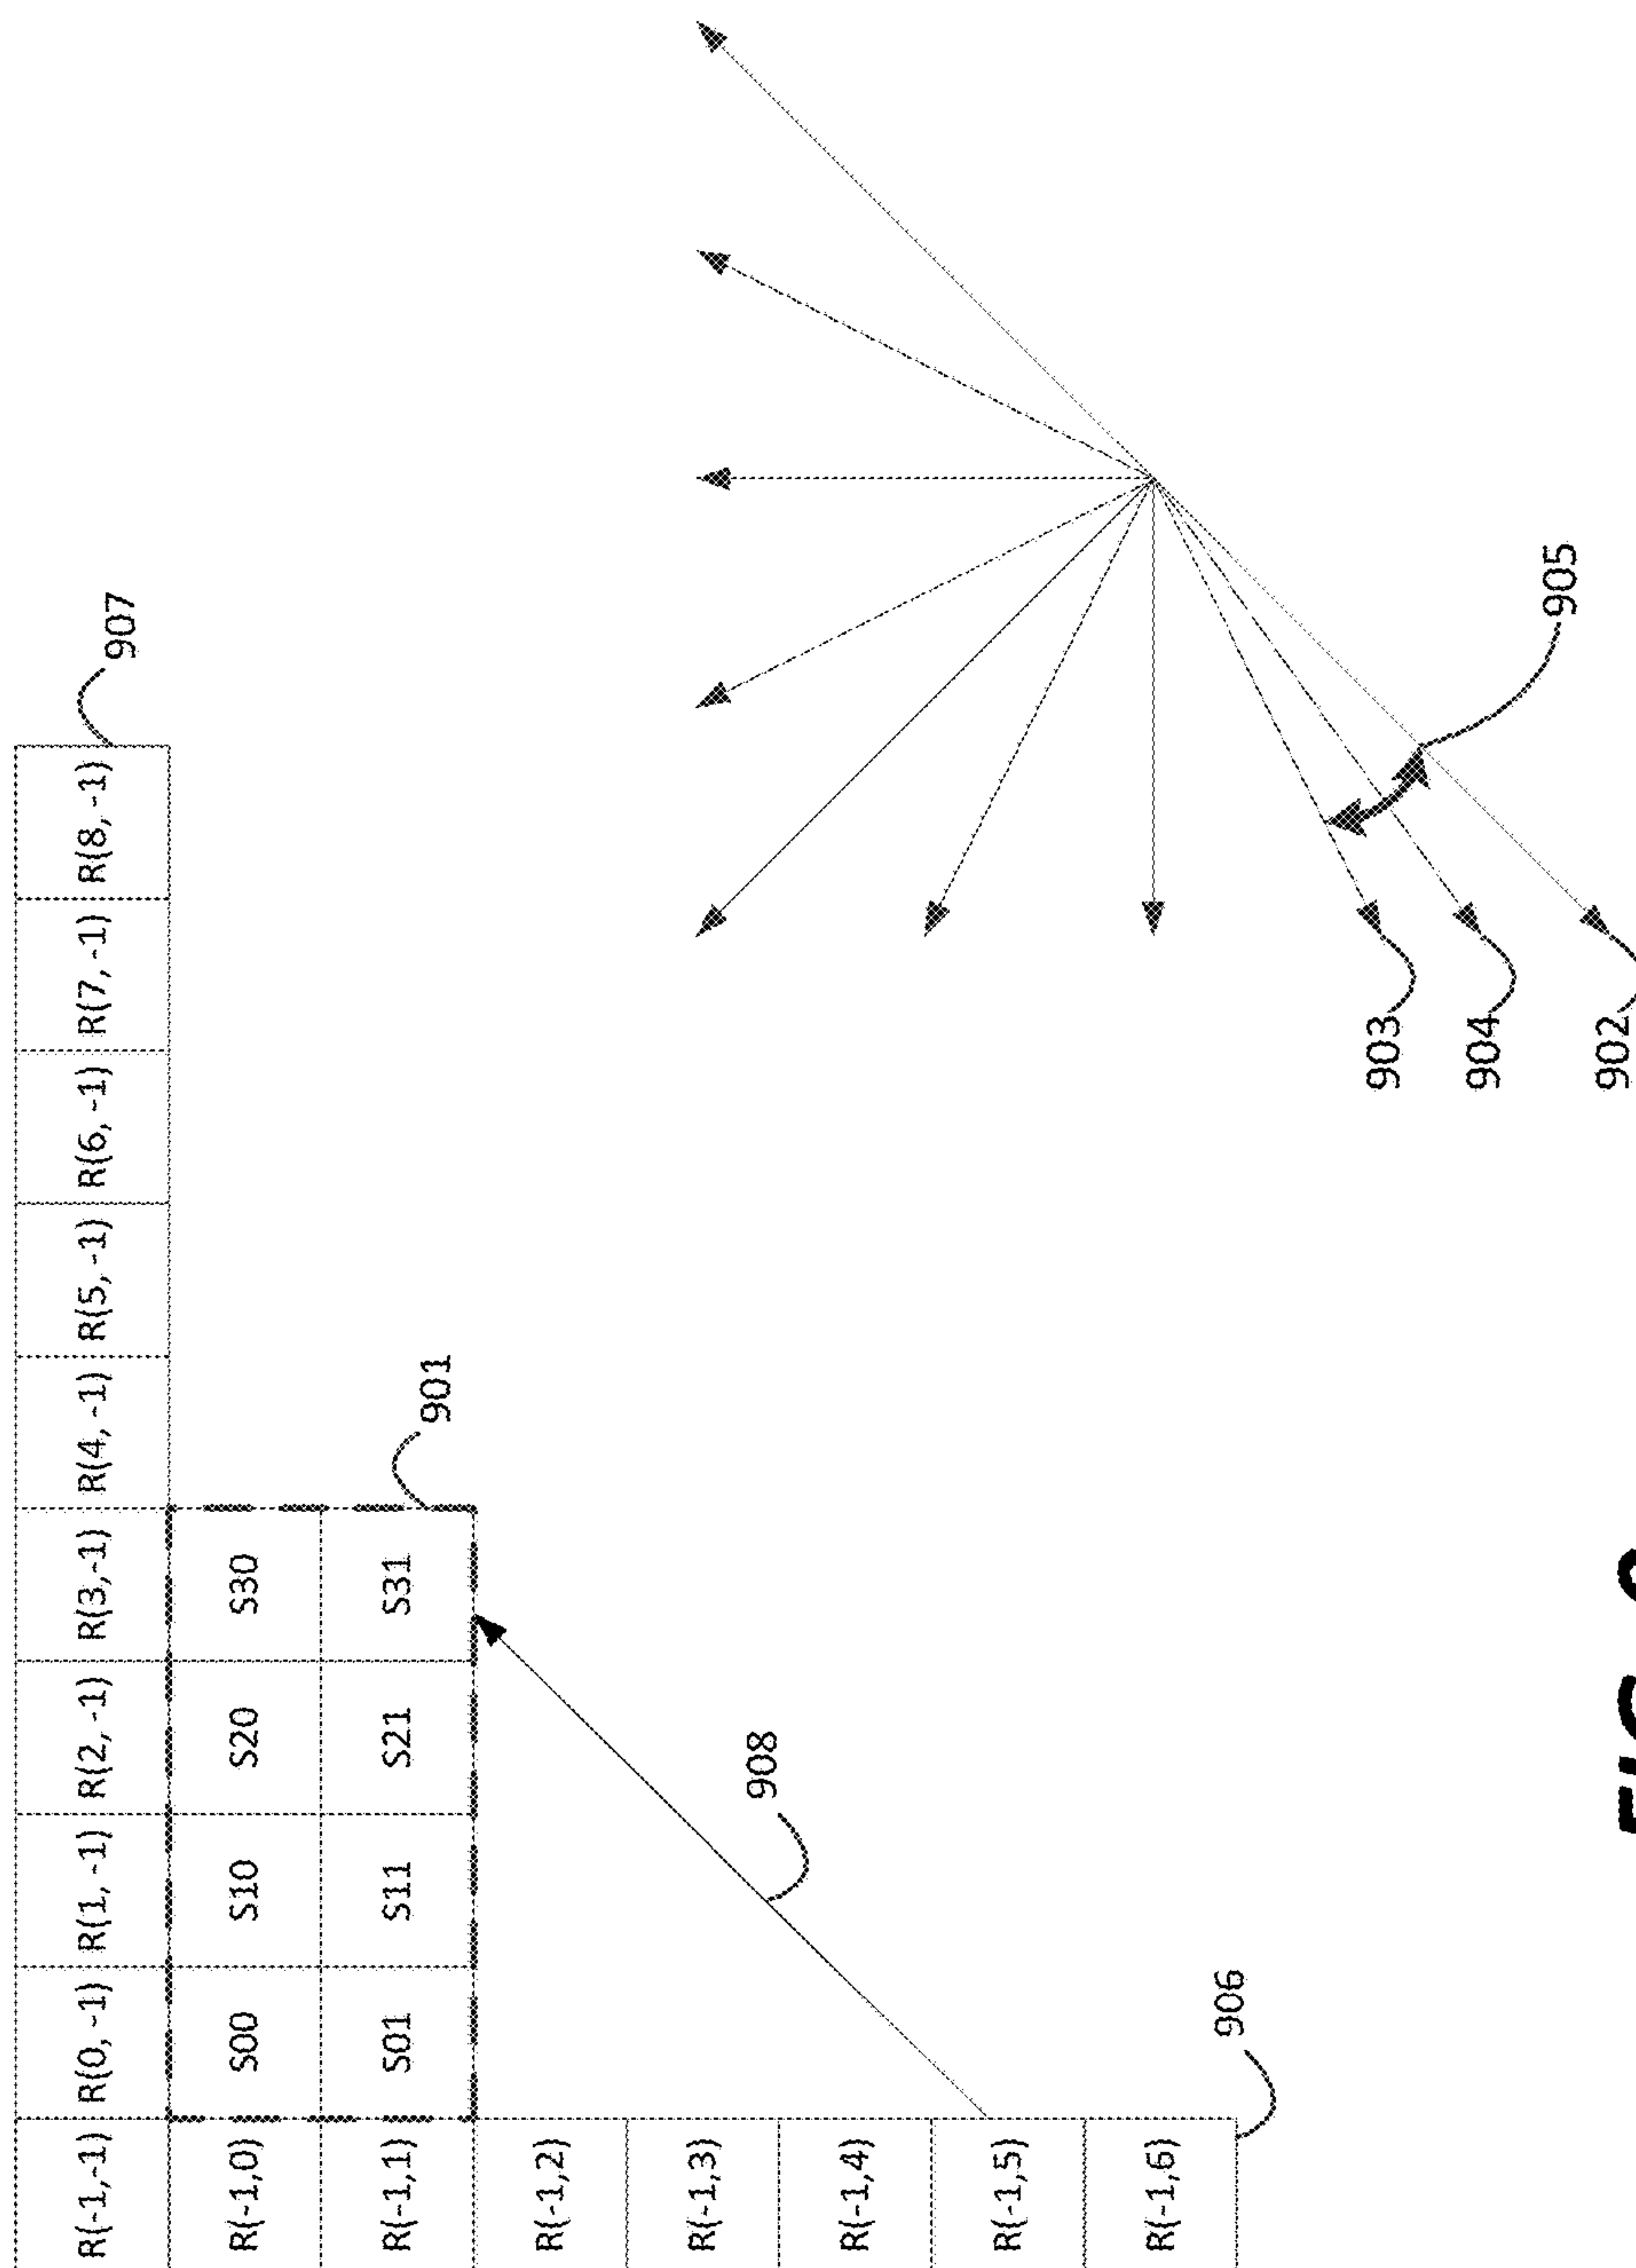 R(-1,-1) R(0, -1) R(1, -1) R(2, -1) R(3,-1) R(4, -1) R(5, -1) R(6, -1) R(7, -1) R(8, -1)
907
R(-1,0) S00 S10 S20 S30
R(-1,1) S01 S11 S21 S31
901
R(-1,2)
R(-1,3)
908
R(-1,4)
R(-1,5)
R(-1,6)
906
903
904
905
902